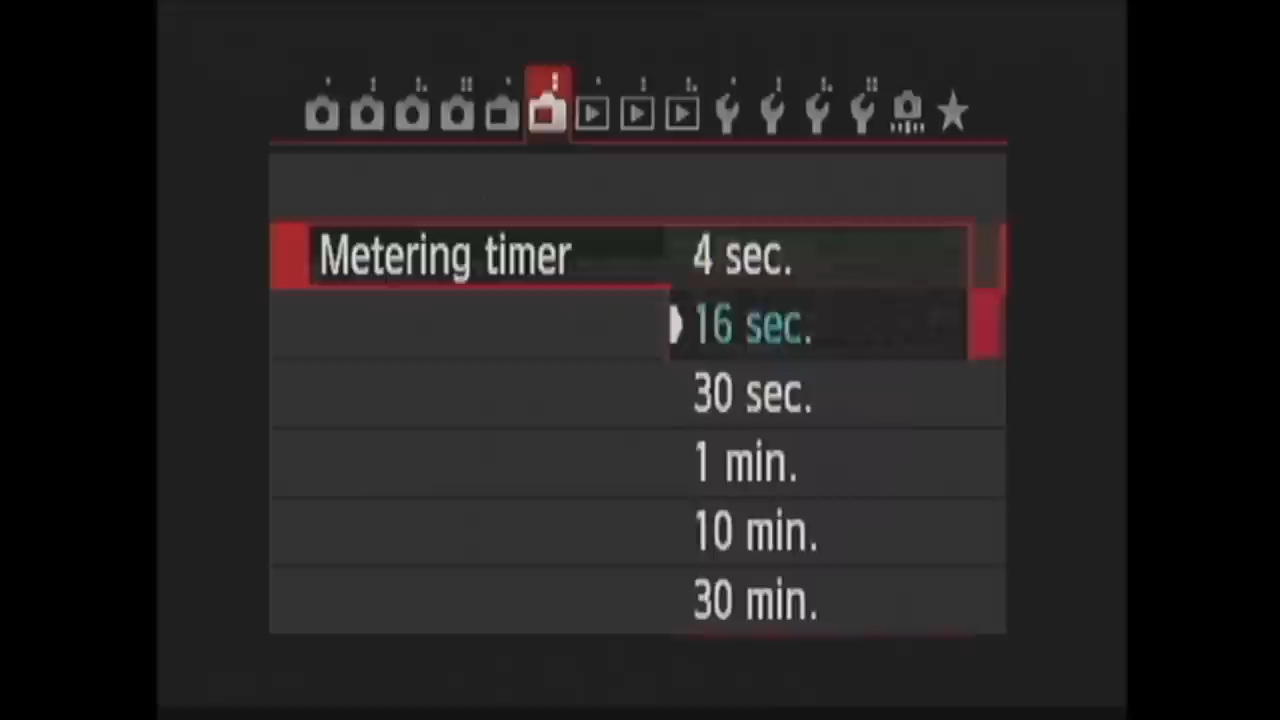 Metering timer 4 sec.
16 sec.
30 sec.
1 min.
10 min.
30 min.